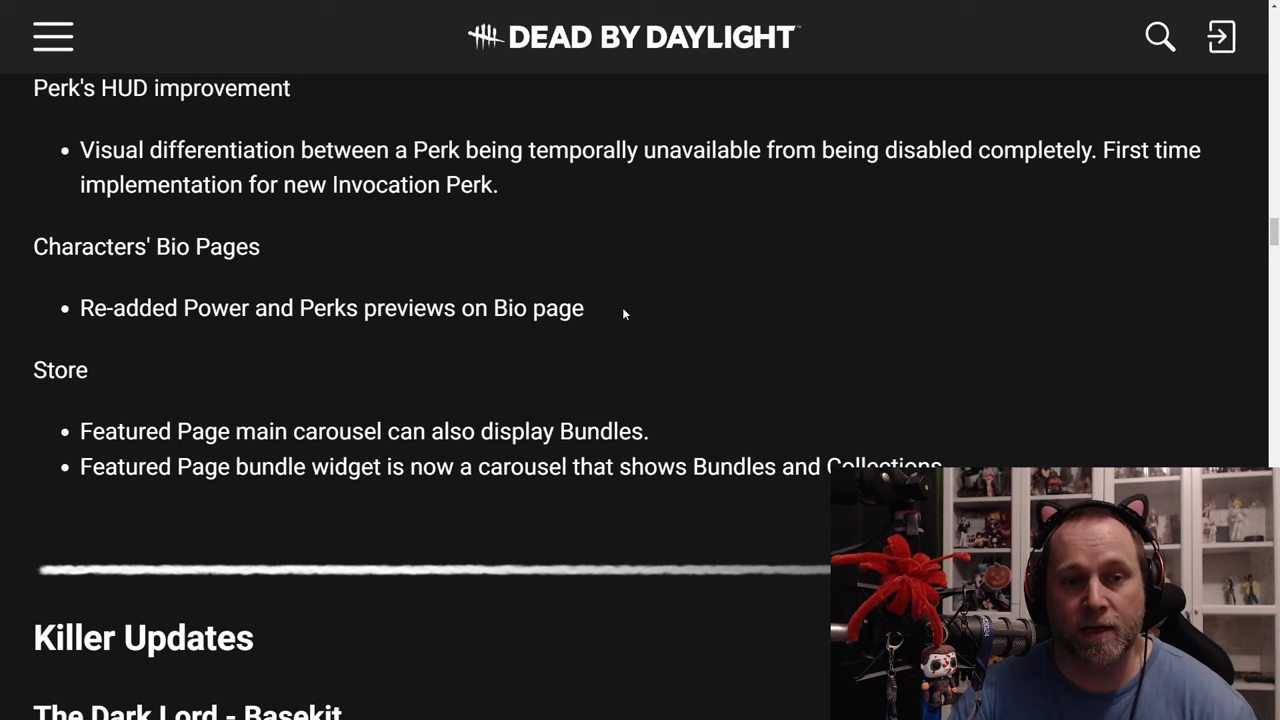 DEAD BY DAYLIGHT
Perk's HUD improvement
Visual differentiation between a Perk being temporally unavailable from being disabled completely. First time
implementation for new Invocation Perk.
Characters' Bio Pages
Re-added Power and Perks previews on Bio page
Store
Featured Page main carousel can also display Bundles.
Featured Page bundle widget is now a carousel that shows Bundles and Collections
Killer Updates
The Dark Lord - Basekit